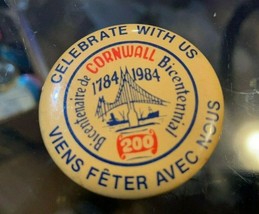 CELEBRATE WITH US
Bicentenaire de CORNWALL Bicentennial
1784 1984
200
VIENS FÊTER AVEC NOUS